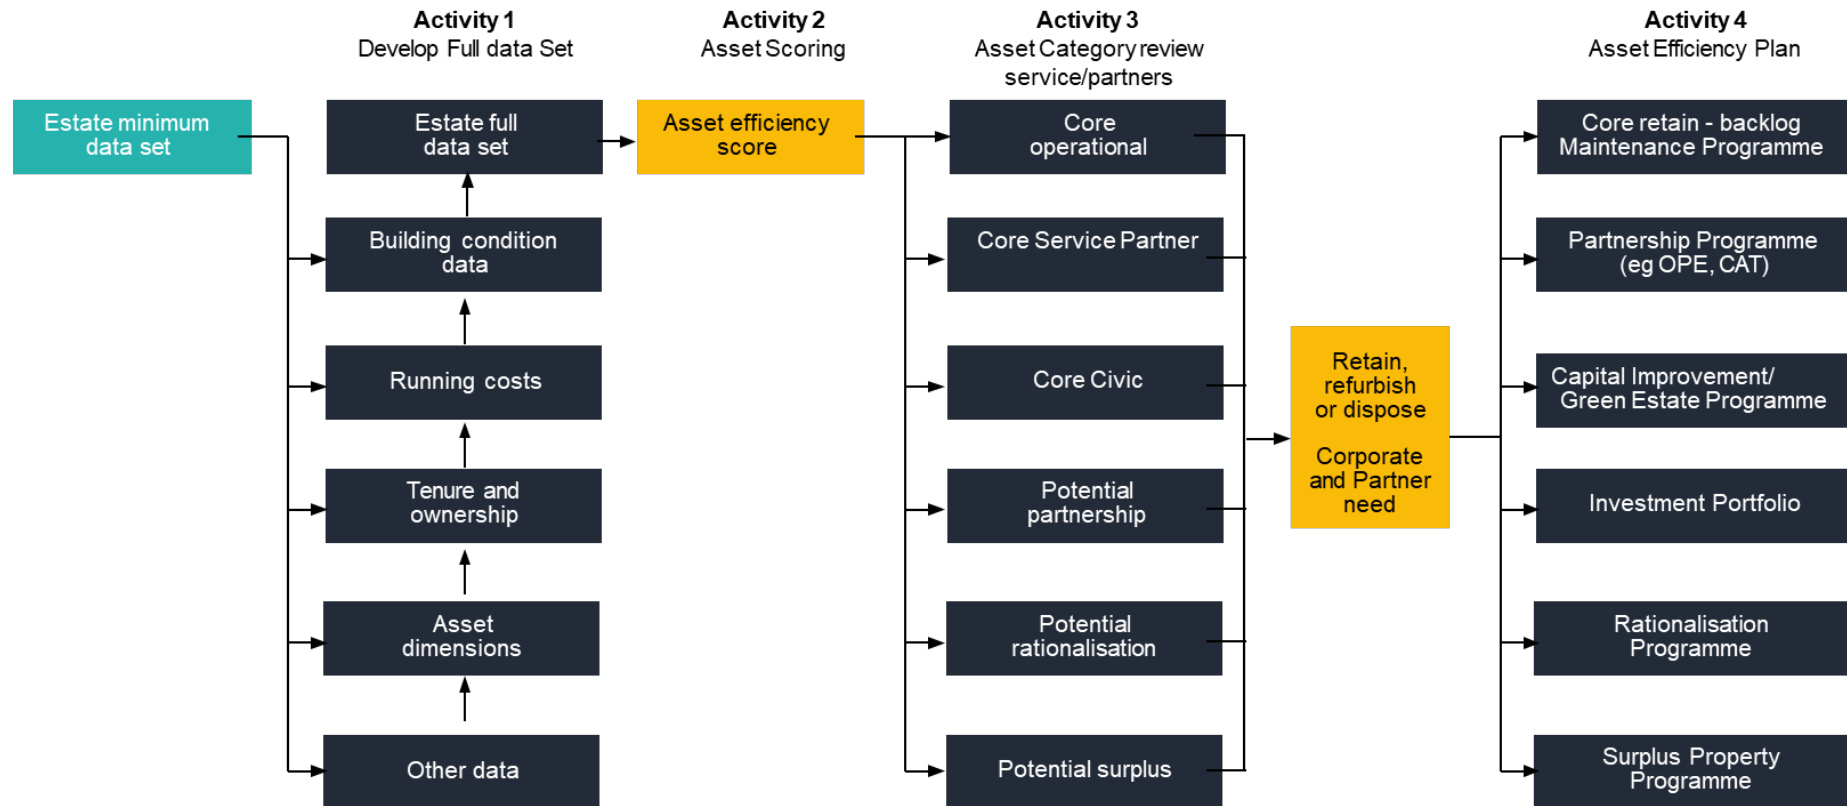 Activity 1
Develop Full data Set
Activity 2
Asset Scoring
Activity 3
Asset Category review
service/partners
Activity 4
Asset Efficiency Plan
Estate minimum
data set
Estate full
data set
Building condition
data
Running costs
Tenure and
ownership
Asset
dimensions
Other data
Asset efficiency
score
Core
operational
Core Service Partner
Core Civic
Potential
partnership
Potential
rationalisation
Potential surplus
Retain,
refurbish
or dispose
Corporate
and Partner
need
Core retain - backlog
Maintenance Programme
Partnership Programme
(eg OPE, CAT)
Capital Improvement/
Green Estate Programme
Investment Portfolio
Rationalisation
Programme
Surplus Property
Programme